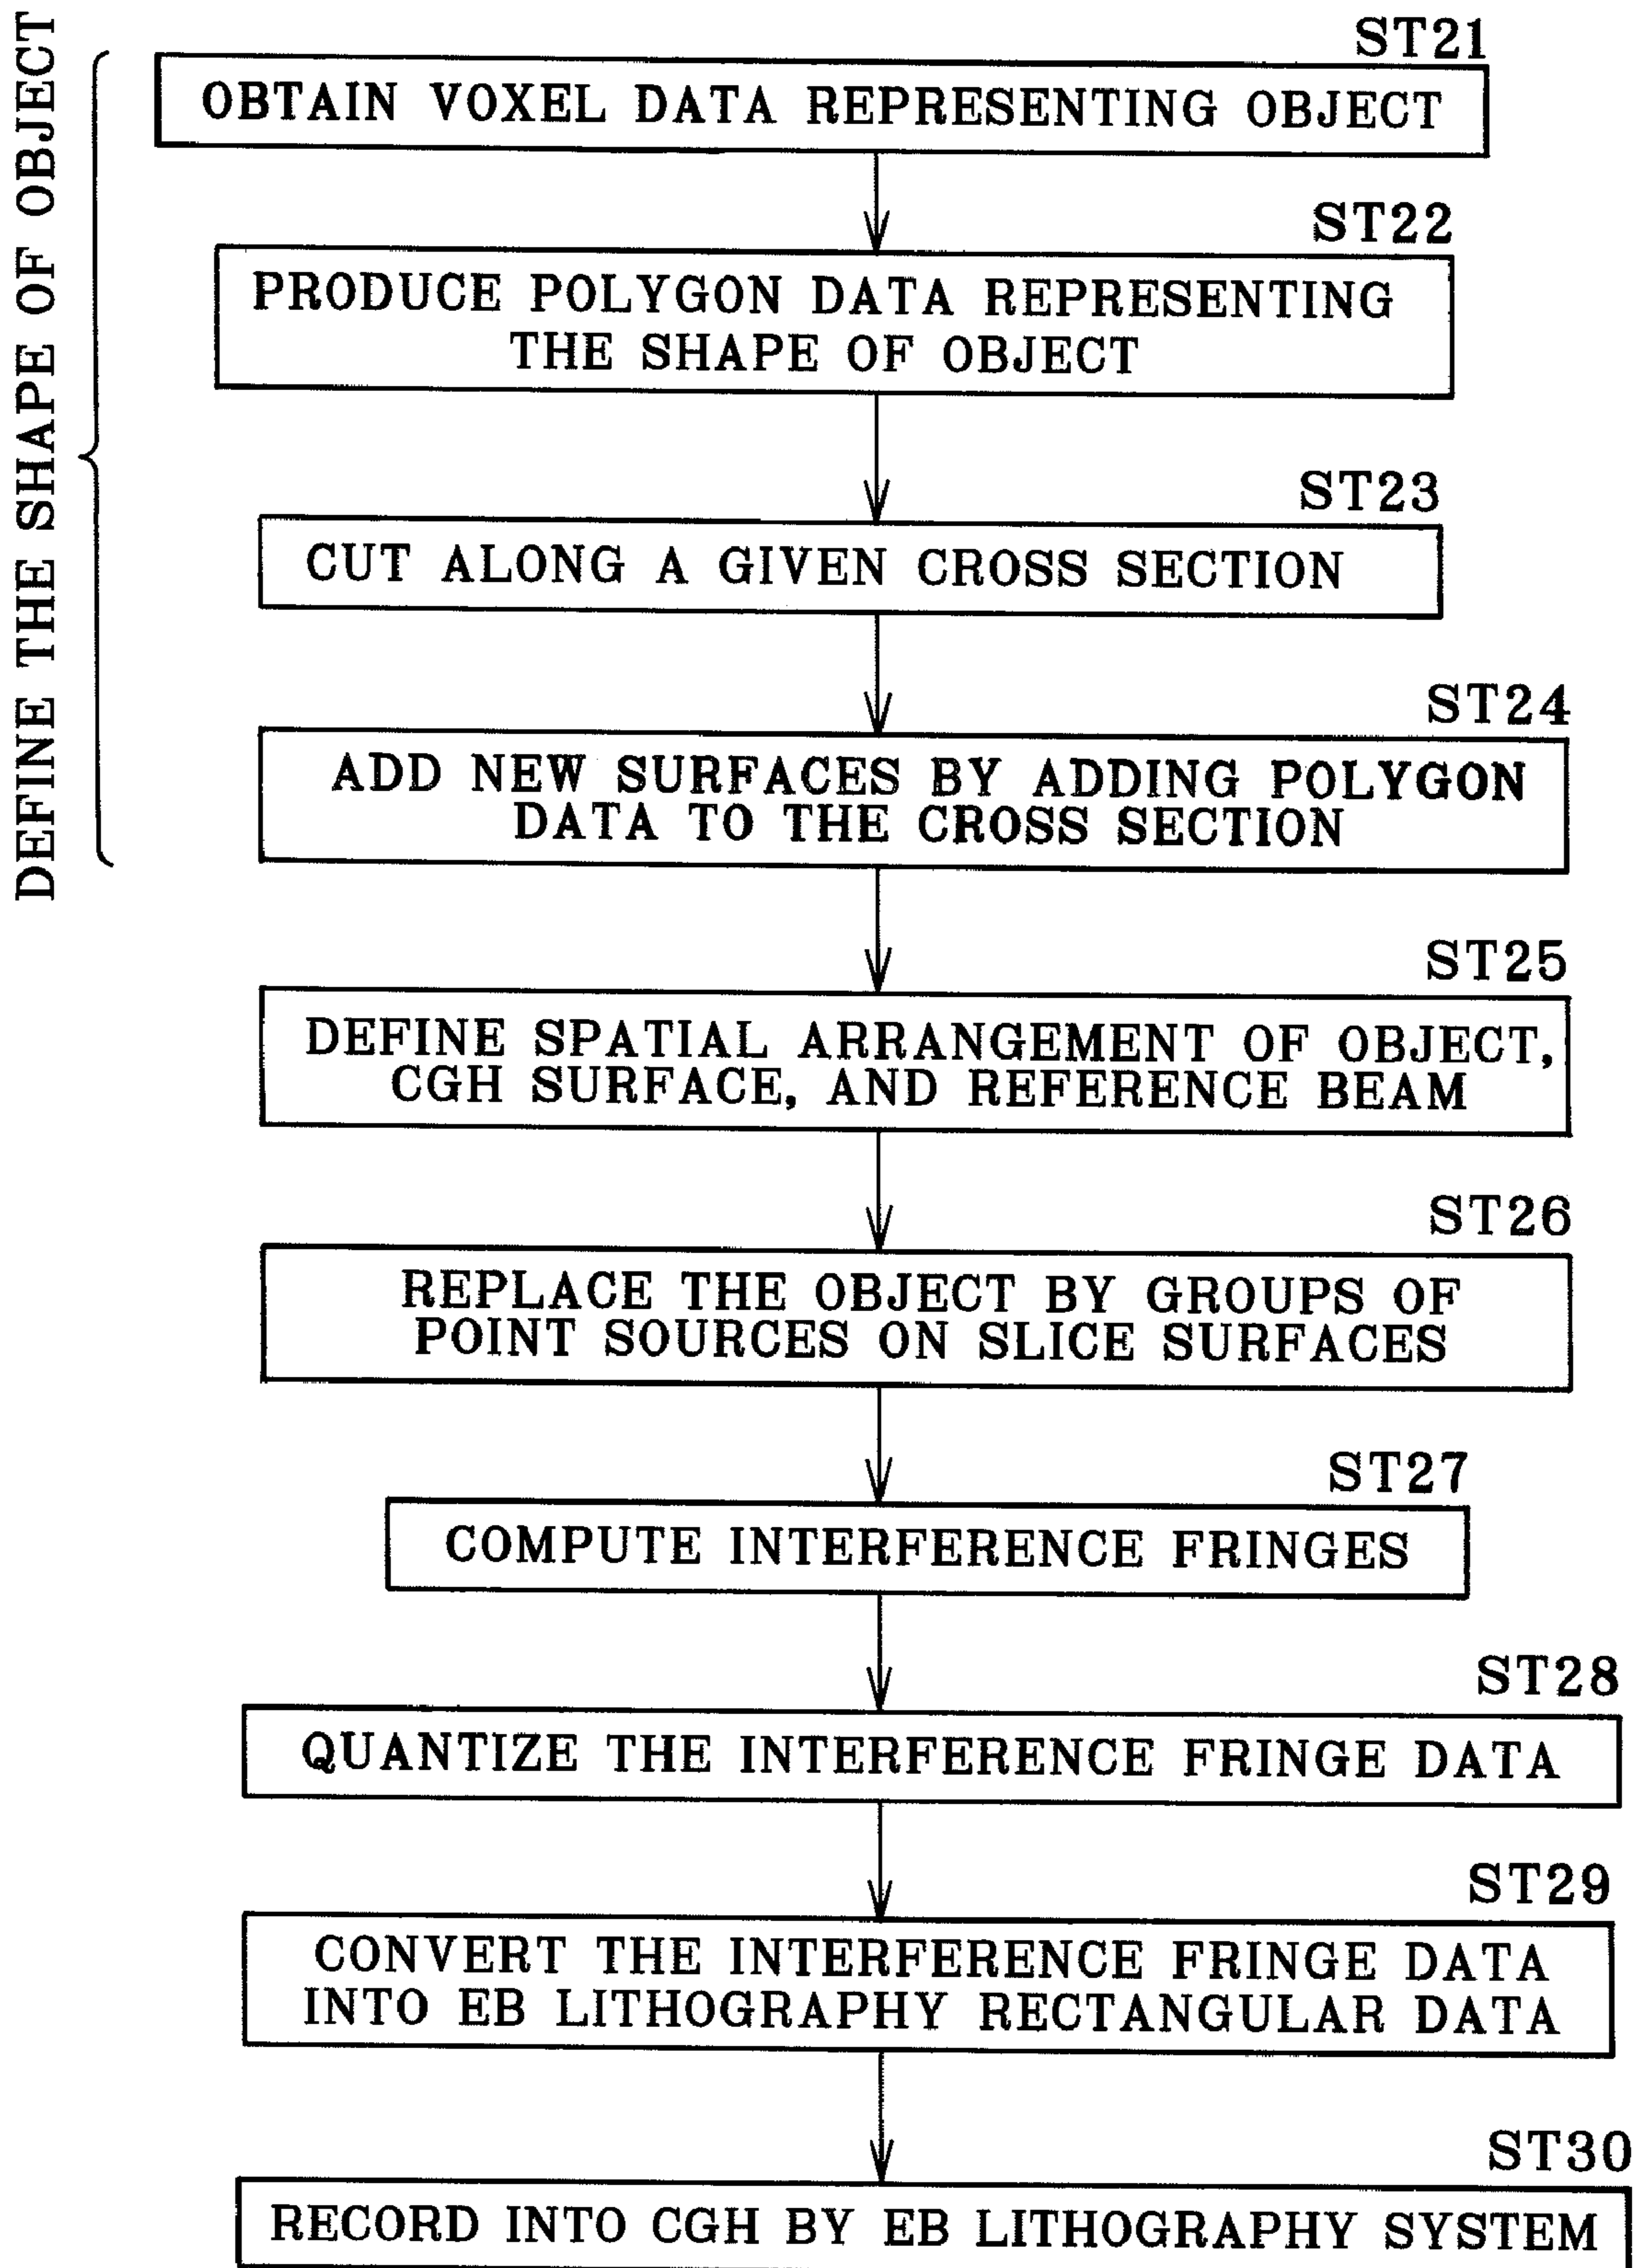 DEFINE THE SHAPE OF OBJECT
ST21
OBTAIN VOXEL DATA REPRESENTING OBJECT
ST22
PRODUCE POLYGON DATA REPRESENTING
THE SHAPE OF OBJECT
ST23
CUT ALONG A GIVEN CROSS SECTION
ST24
ADD NEW SURFACES BY ADDING POLYGON
DATA TO THE CROSS SECTION
ST25
DEFINE SPATIAL ARRANGEMENT OF OBJECT,
CGH SURFACE, AND REFERENCE BEAM
ST26
REPLACE THE OBJECT BY GROUPS OF
POINT SOURCES ON SLICE SURFACES
ST27
COMPUTE INTERFERENCE FRINGES
ST28
QUANTIZE THE INTERFERENCE FRINGE DATA
ST29
CONVERT THE INTERFERENCE FRINGE DATA
INTO EB LITHOGRAPHY RECTANGULAR DATA
ST30
RECORD INTO CGH BY EB LITHOGRAPHY SYSTEM